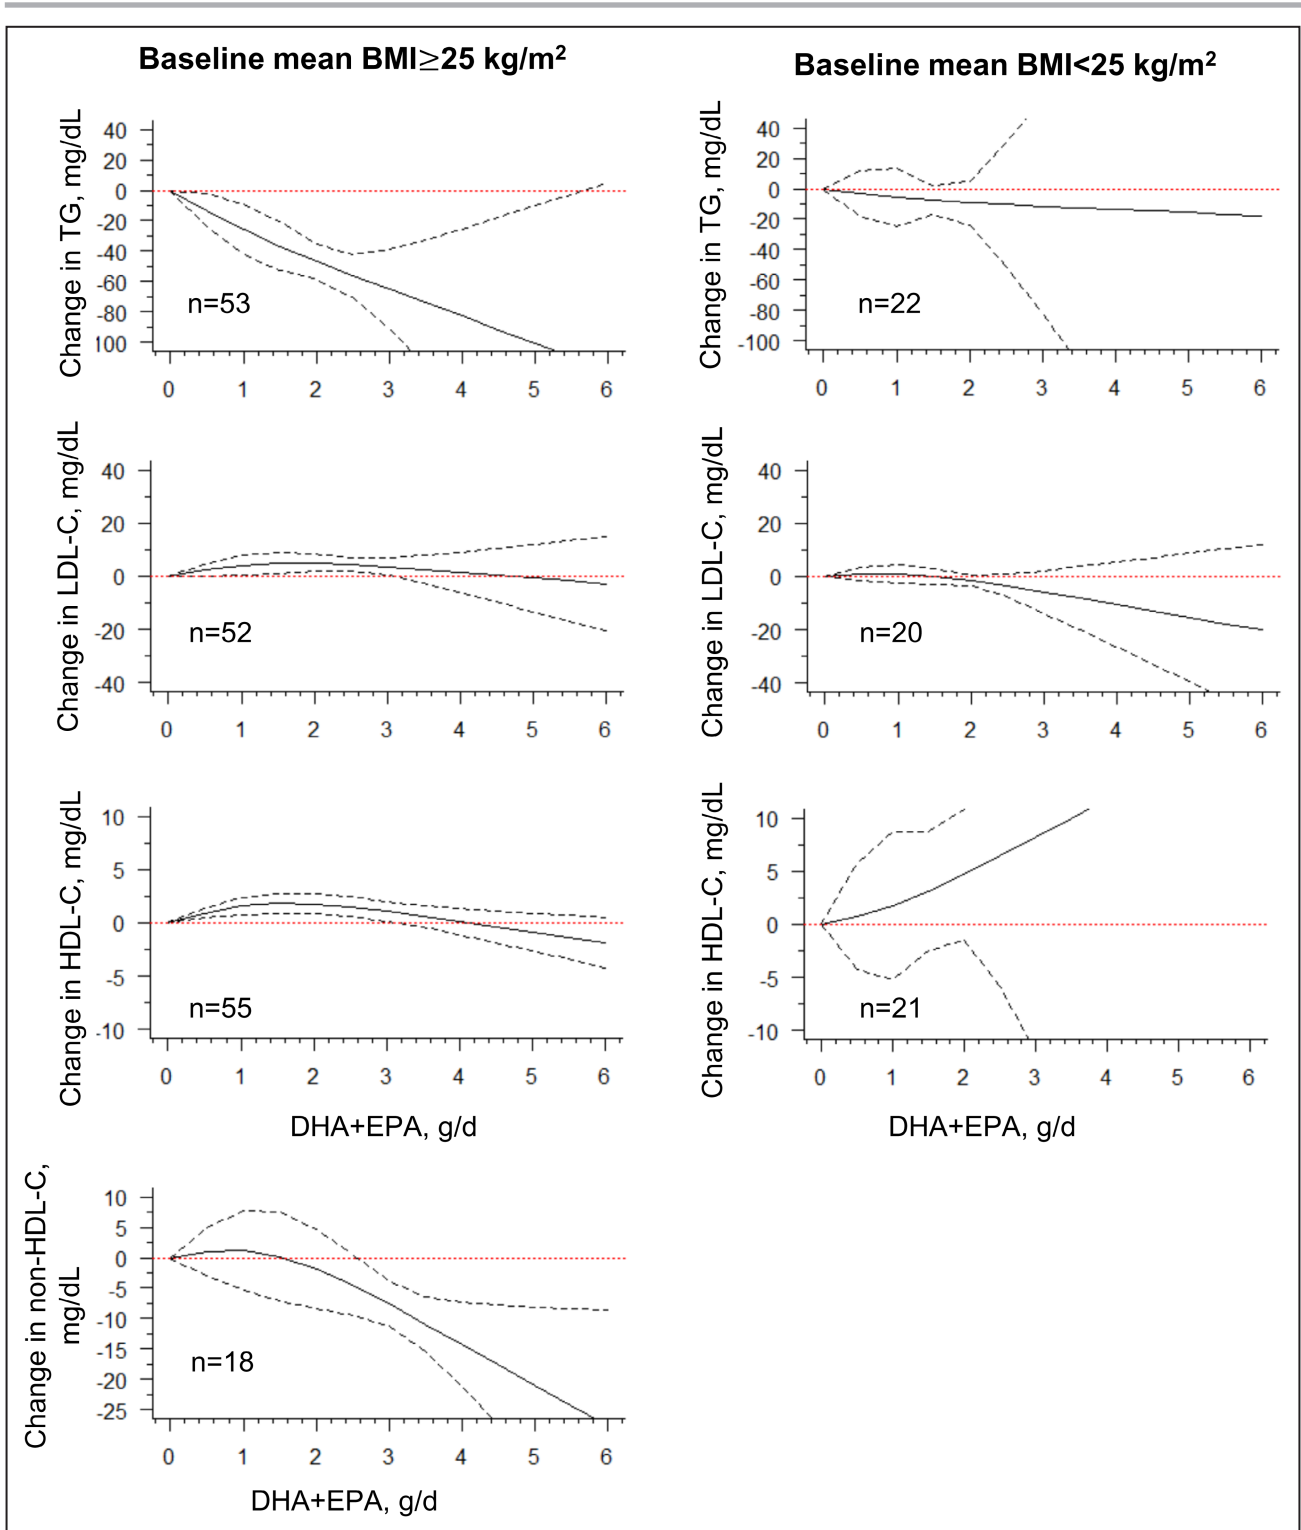 Baseline mean BMI≥25 kg/m²
Baseline mean BMI<25 kg/m²
Change in TG, mg/dL
40
20
0
-20
-40
-60
-80
100
n=53
0 1 2 3 4 5 6
Change in TG, mg/dL
40
20
0
-20
-40
-60
-80
-100
n=22
0 1 2 3 4 5 6
Change in LDL-C, mg/dL
40
20
0
-20
-40
n=52
0 1 2 3 4 5 6
Change in LDL-C, mg/dL
40
20
0
-20
-40
n=20
0 1 2 3 4 5 6
Change in HDL-C, mg/dL
10
5
0
-5
-10
n=55
0 1 2 3 4 5 6
DHA+EPA, g/d
Change in HDL-C, mg/dL
10
5
0
-5
-10
n=21
0 1 2 3 4 5 6
DHA+EPA, g/d
Change in non-HDL-C,
mg/dL
10
5
0
-5
-10
-15
-20
-25
n=18
0 1 2 3 4 5 6
DHA+EPA, g/d